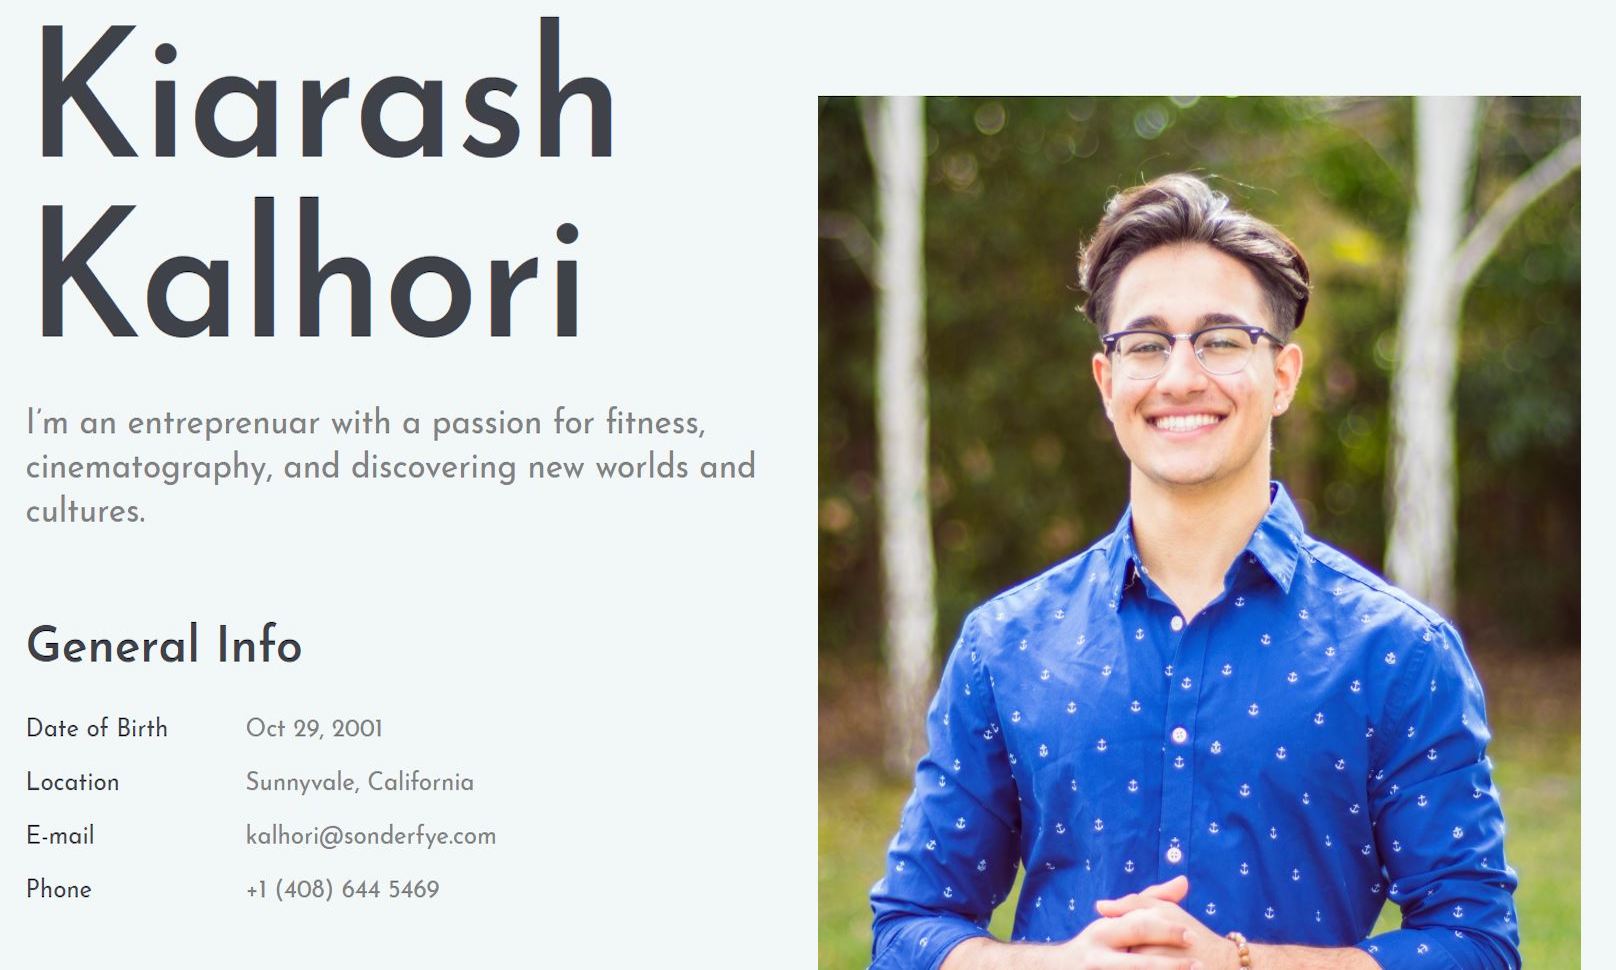 Kiarash
Kalhori
I'm an entreprenuar with a passion for fitness,
cinematography, and discovering new worlds and
cultures.
General Info
Date of Birth Oct 29, 2001
Location Sunnyvale, California
E-mail kalhori@sonderfye.com
Phone +1 (408) 644 5469